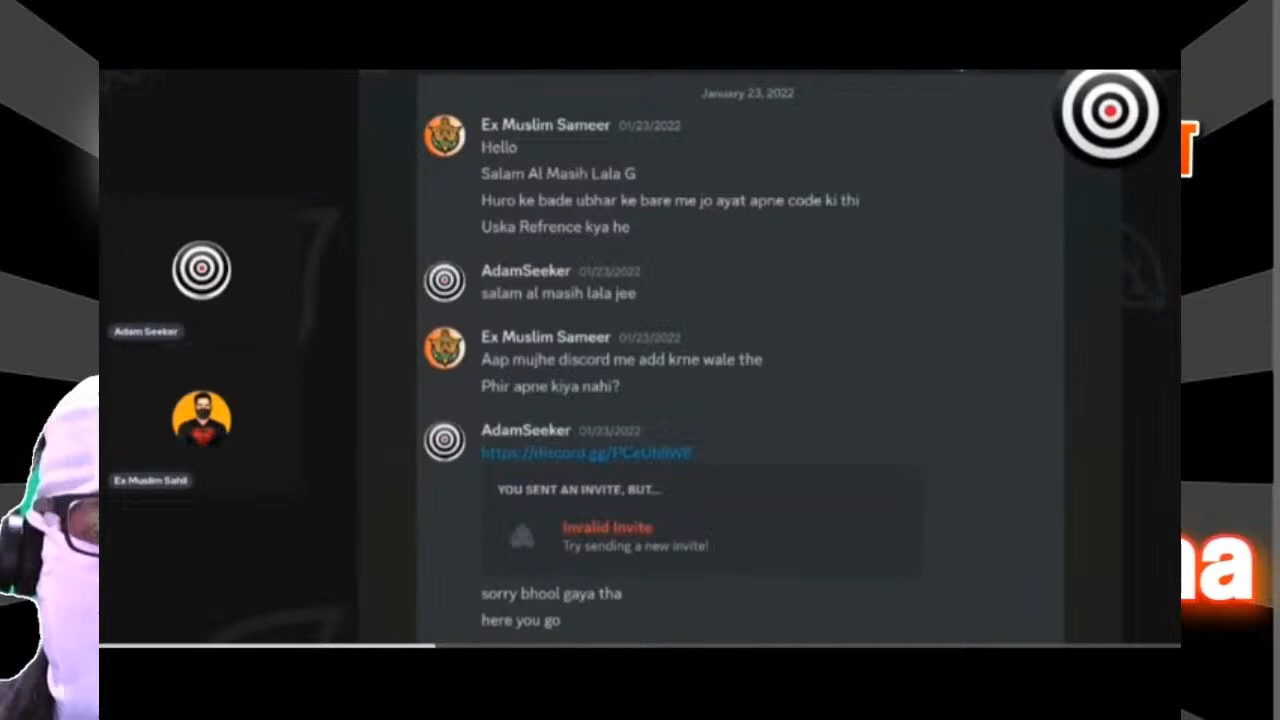 January 23, 2022
Ex Muslim Sameer 01/23/2022
Hello
Salam Al Masih Lala G
Huro ke bade ubhar ke bare me jo ayat apne code ki thi
Uska Refrence kya he
AdamSeeker 01/23/2022
salam al masih lala jee
Adam Seeker
Ex Muslim Sameer 01/23/2022
Aap mujhe discord me add krne wale the
Phir apne kiya nahi?
AdamSeeker 01/23/2022
Ex Muslim Sahil
YOU SENT AN INVITE, BUT...
Invalid Invite
Try sending a new invite!
sorry bhool gaya tha
here you go
T
na